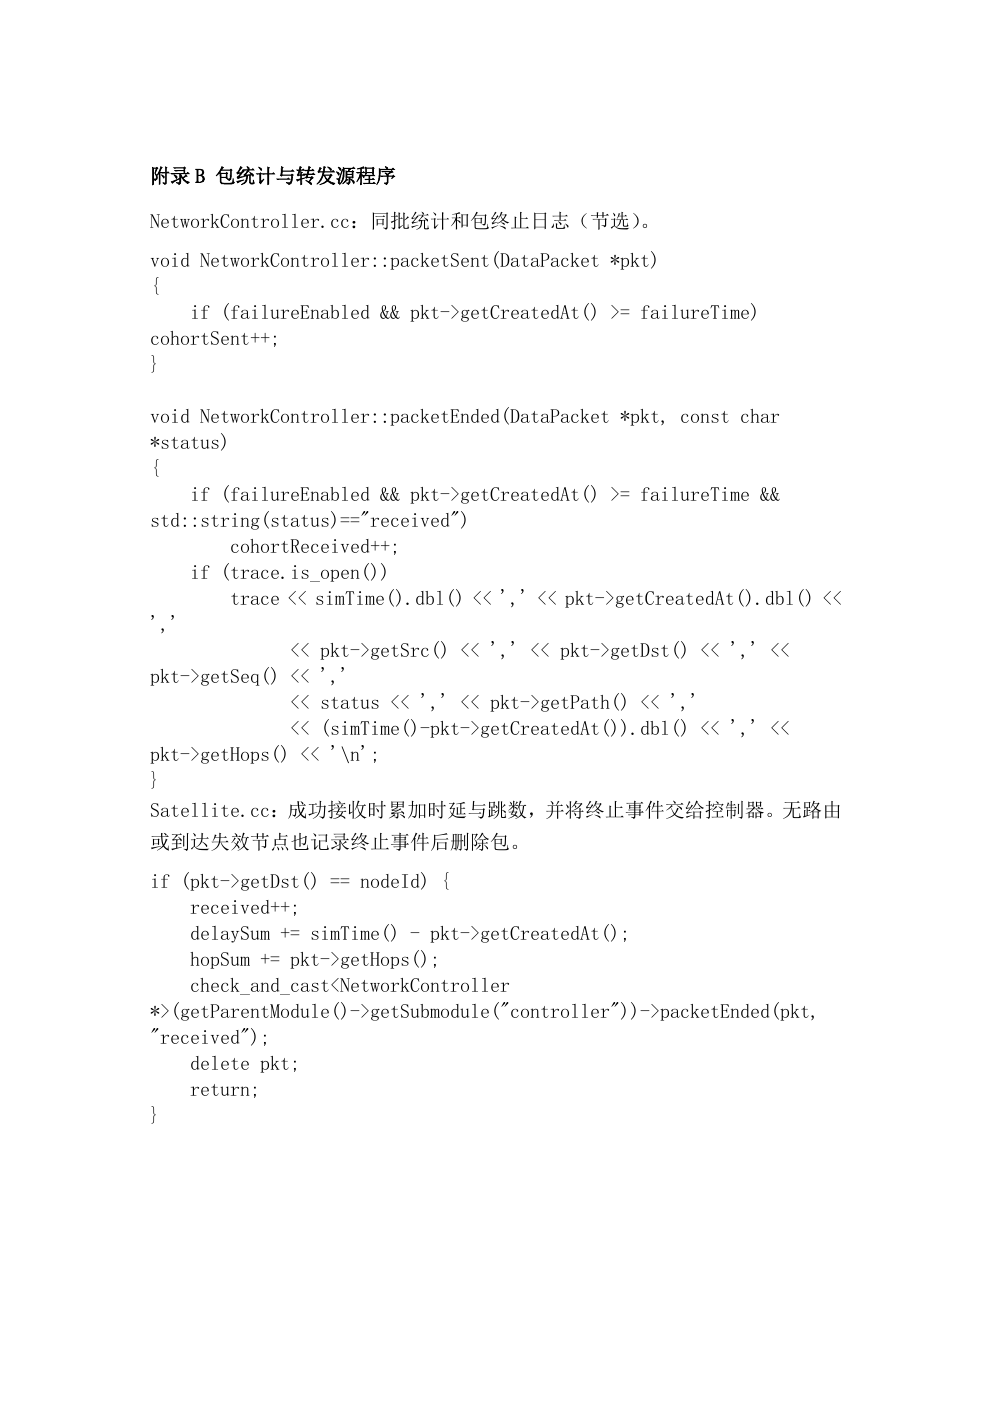 附录 B 包统计与转发源程序
NetworkController.cc：同批统计和包终止日志（节选）。
void NetworkController::packetSent(DataPacket *pkt)
{
    if (failureEnabled && pkt->getCreatedAt() >= failureTime)
cohortSent++;
}
void NetworkController::packetEnded(DataPacket *pkt, const char
*status)
{
    if (failureEnabled && pkt->getCreatedAt() >= failureTime &&
std::string(status)=="received")
        cohortReceived++;
    if (trace.is_open())
        trace << simTime().dbl() << ',' << pkt->getCreatedAt().dbl() <<
','
              << pkt->getSrc() << ',' << pkt->getDst() << ',' <<
pkt->getSeq() << ','
              << status << ',' << pkt->getPath() << ','
              << (simTime()-pkt->getCreatedAt()).dbl() << ',' <<
pkt->getHops() << '\n';
}
Satellite.cc：成功接收时累加时延与跳数，并将终止事件交给控制器。无路由
或到达失效节点也记录终止事件后删除包。
if (pkt->getDst() == nodeId) {
    received++;
    delaySum += simTime() - pkt->getCreatedAt();
    hopSum += pkt->getHops();
    check_and_cast<NetworkController
*>(getParentModule()->getSubmodule("controller"))->packetEnded(pkt,
"received");
    delete pkt;
    return;
}